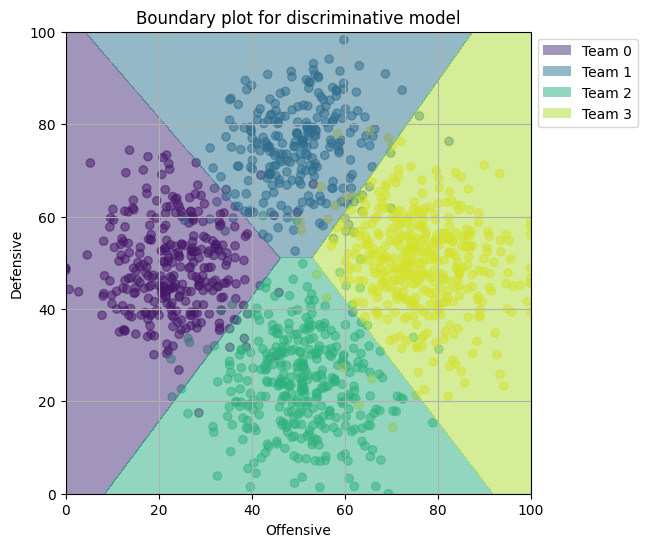 Boundary plot for discriminative model
100
80
60
40
20
0
Defensive
0 20 40 60 80 100
Offensive
Team 0
Team 1
Team 2
Team 3